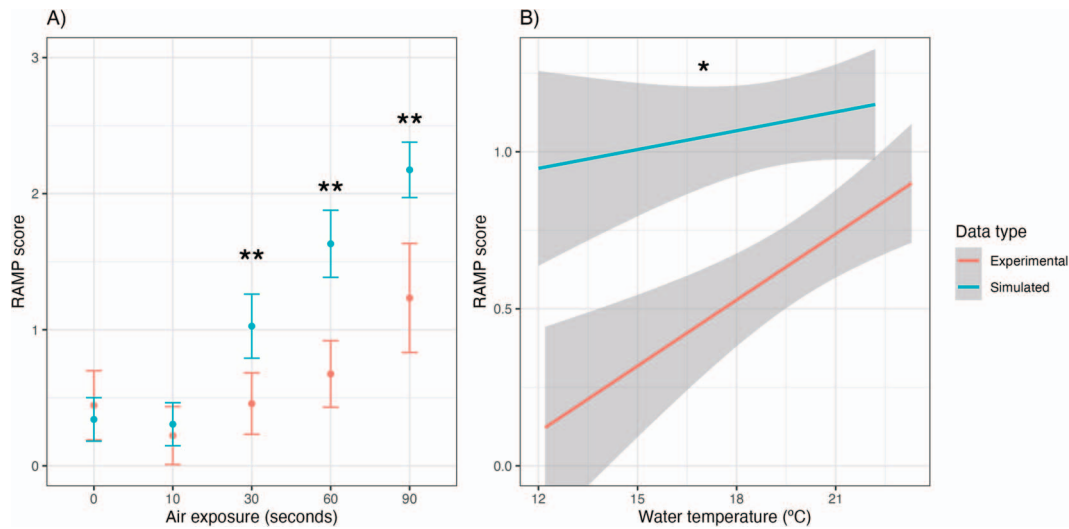 A)
3
2
1
0
RAMP score
**
**
**
0 10 30 60 90
Air exposure (seconds)
B)
1.0
0.5
0.0
RAMP score
*
12 15 18 21
Water temperature (ºC)
Data type
Experimental
Simulated